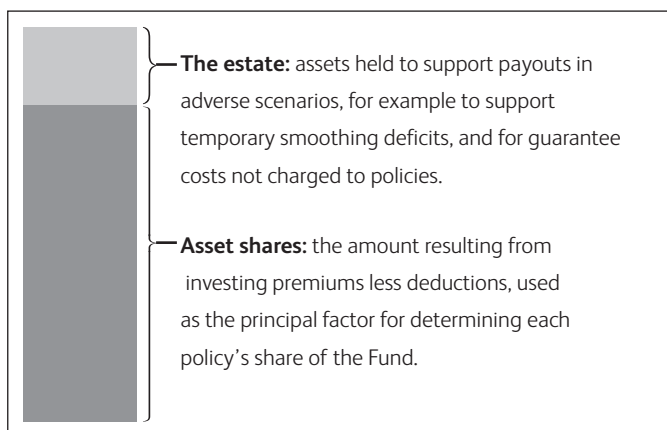 The estate: assets held to support payouts in
adverse scenarios, for example to support
temporary smoothing deficits, and for guarantee
costs not charged to policies.
Asset shares: the amount resulting from
investing premiums less deductions, used
as the principal factor for determining each
policy’s share of the Fund.